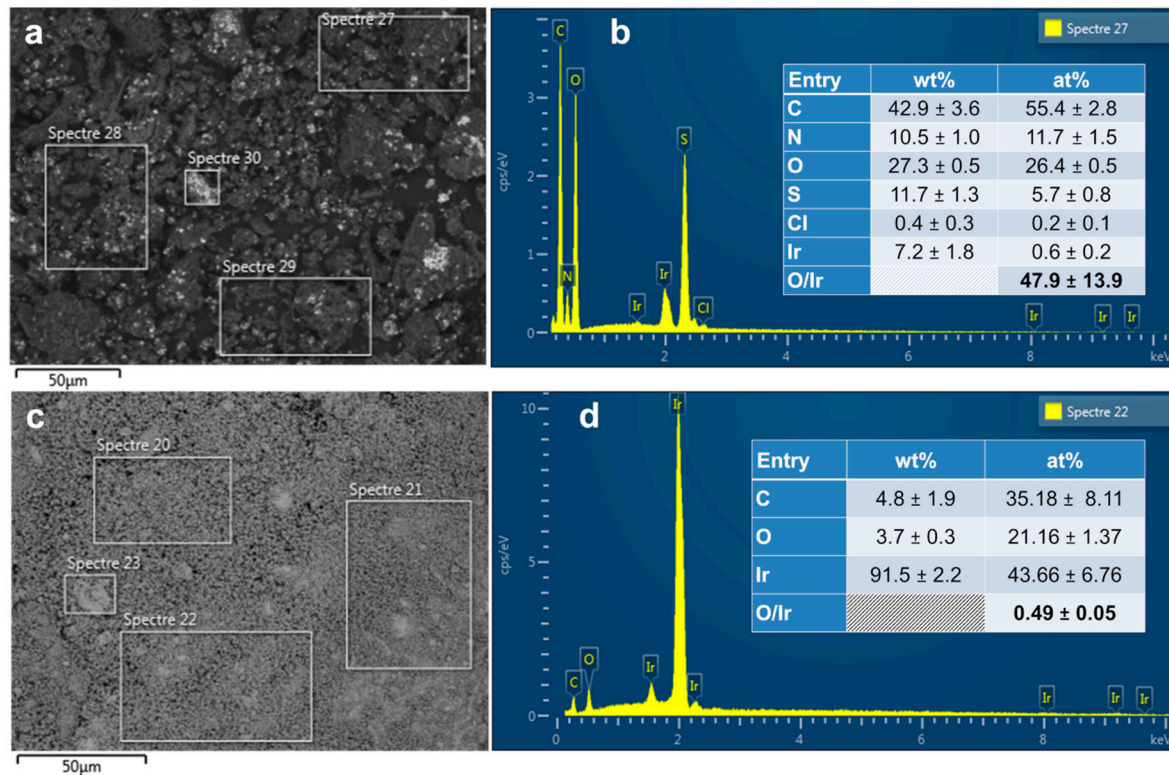 a
Spectre 27
Spectre 28
Spectre 30
Spectre 29
50µm
b
Spectre 27
cps/eV
3
2
1
0
C
O
N
Ir
Ir
S
Cl
Ir
Ir
Ir
2
4
6
8
keV
Entry wt% at%
C 42.9 ± 3.6 55.4 ± 2.8
N 10.5 ± 1.0 11.7 ± 1.5
O 27.3 ± 0.5 26.4 ± 0.5
S 11.7 ± 1.3 5.7 ± 0.8
Cl 0.4 ± 0.3 0.2 ± 0.1
Ir 7.2 ± 1.8 0.6 ± 0.2
O/Ir 47.9 ± 13.9
c
Spectre 20
Spectre 21
Spectre 23
Spectre 22
50µm
d
Spectre 22
cps/eV
10
5
0
C
O
Ir
Ir
Ir
Ir
Ir
Ir
0
2
4
6
8
keV
Entry wt% at%
C 4.8 ± 1.9 35.18 ± 8.11
O 3.7 ± 0.3 21.16 ± 1.37
Ir 91.5 ± 2.2 43.66 ± 6.76
O/Ir 0.49 ± 0.05